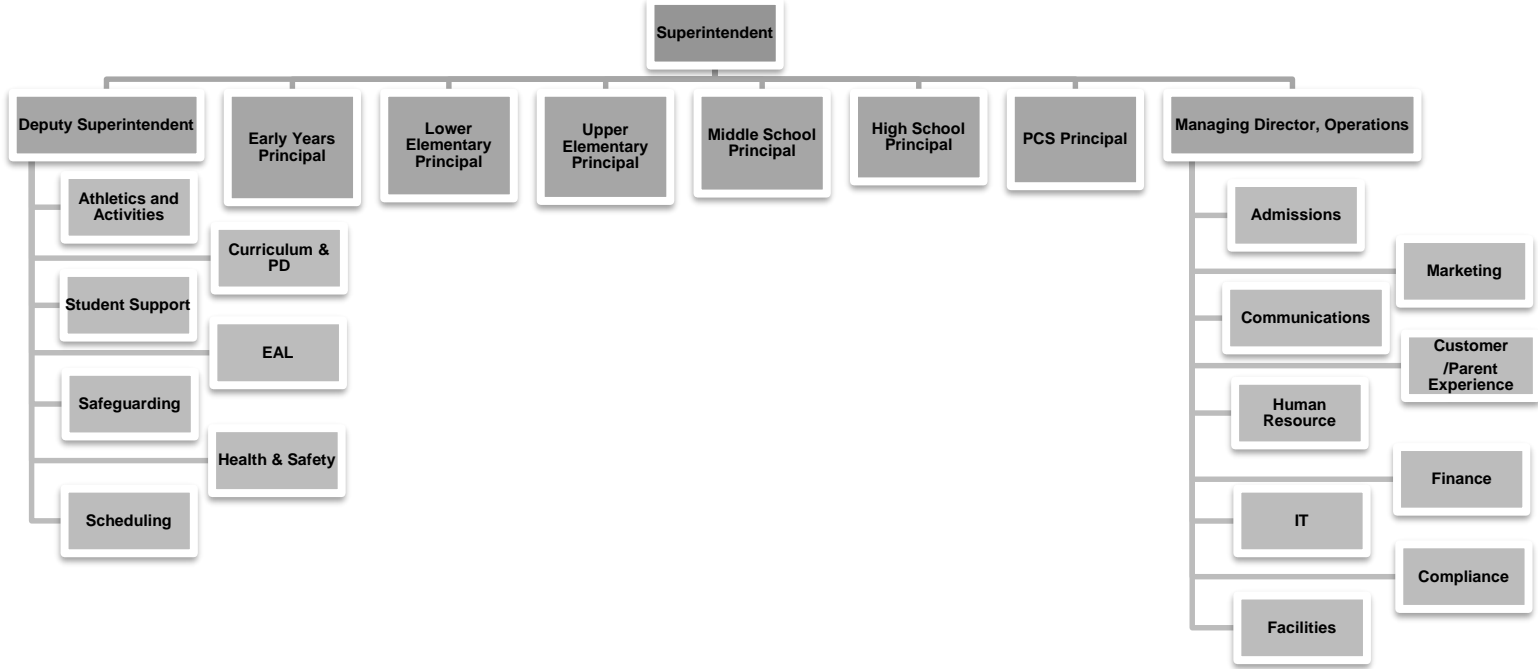 Superintendent
Deputy Superintendent
Early Years
Principal
Lower
Elementary
Principal
Upper
Elementary
Principal
Middle School
Principal
High School
Principal
PCS Principal
Managing Director, Operations
Athletics and
Activities
Curriculum &
PD
Student Support
EAL
Safeguarding
Health & Safety
Scheduling
Admissions
Marketing
Communications
Customer
/Parent
Experience
Human
Resource
Finance
IT
Compliance
Facilities